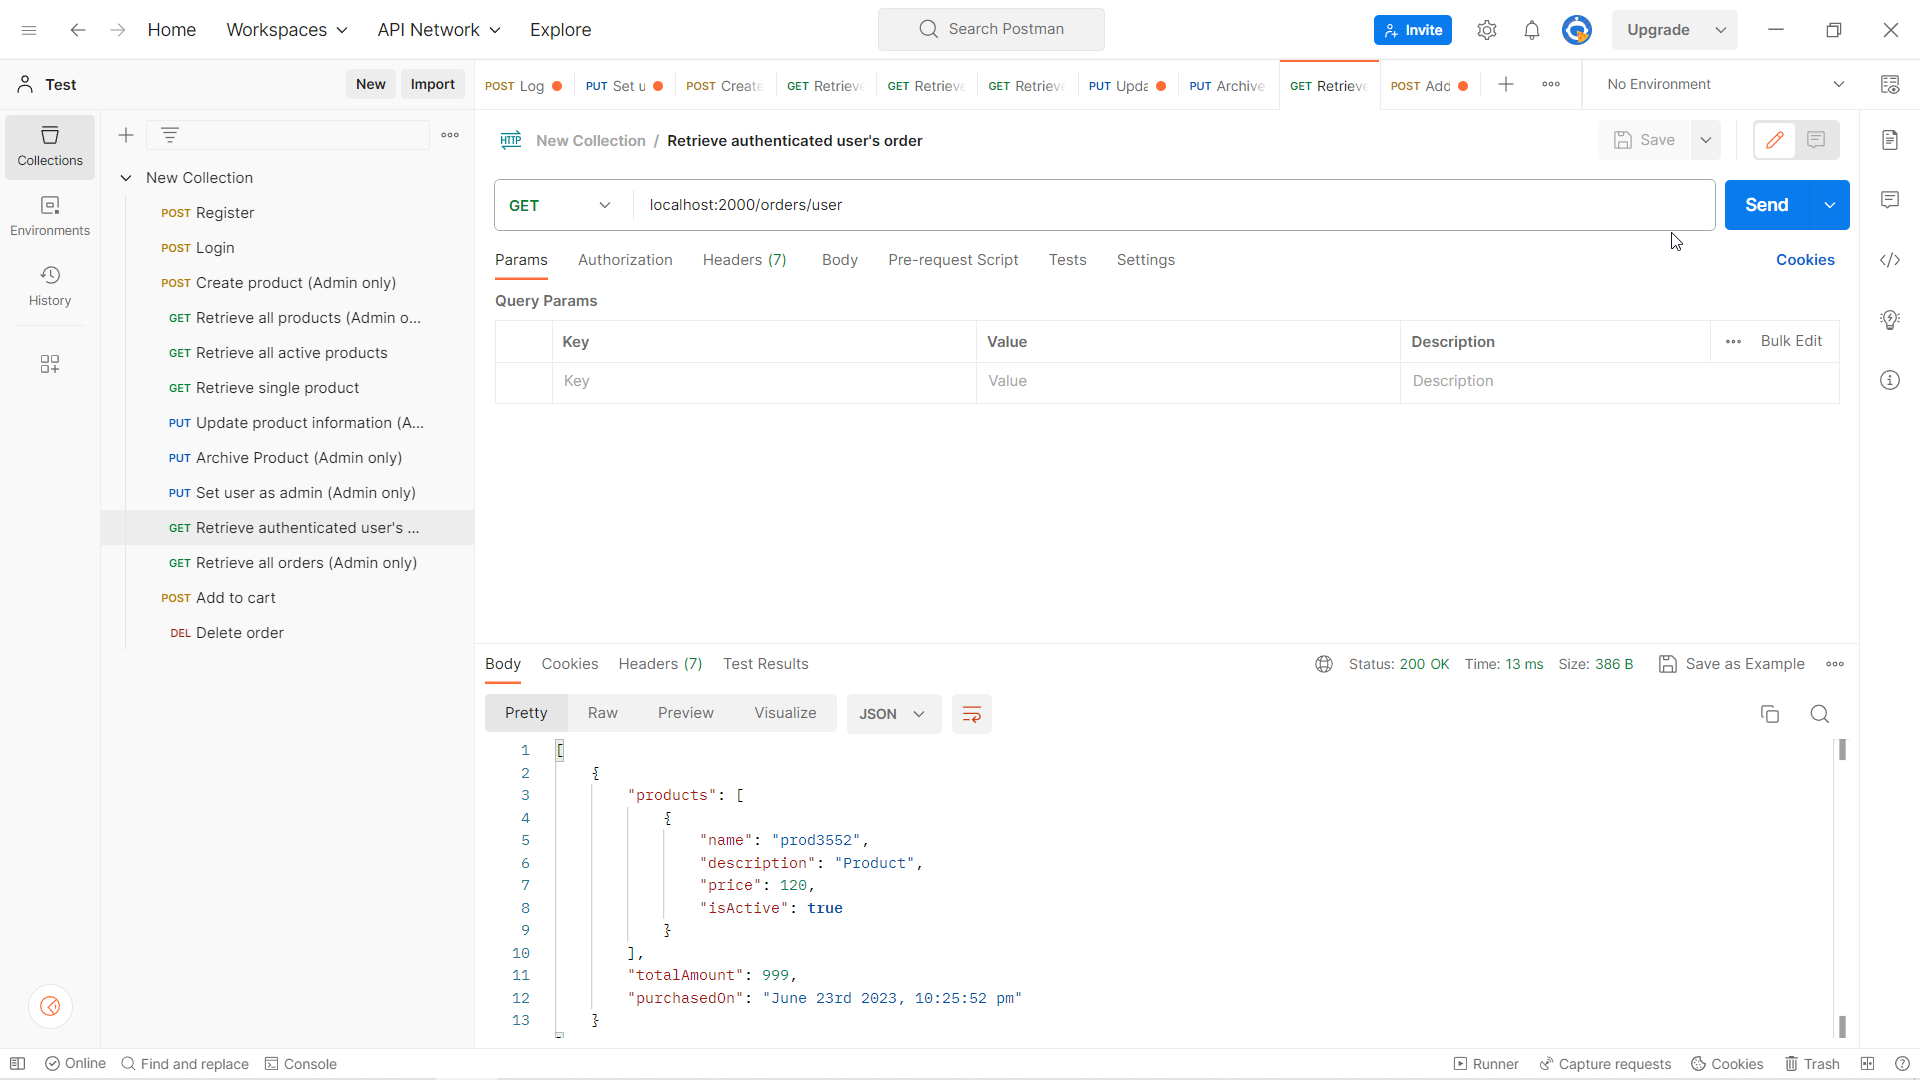 Home
Workspaces
API Network
Explore
Search Postman
Invite
Upgrade
Test
New
Import
POST Log
PUT Set u
POST Create
GET Retrieve
GET Retrieve
GET Retrieve
PUT Upda
PUT Archive
GET Retrieve
POST Add
No Environment
Collections
Environments
History
New Collection
POST Register
POST Login
POST Create product (Admin only)
GET Retrieve all products (Admin o...
GET Retrieve all active products
GET Retrieve single product
PUT Update product information (A...
PUT Archive Product (Admin only)
PUT Set user as admin (Admin only)
GET Retrieve authenticated user's ...
GET Retrieve all orders (Admin only)
POST Add to cart
DEL Delete order
HTTP New Collection / Retrieve authenticated user's order
Save
GET
localhost:2000/orders/user
Send
Params
Authorization
Headers (7)
Body
Pre-request Script
Tests
Settings
Cookies
Query Params
Key
Value
Description
Bulk Edit
Key
Value
Description
Body
Cookies
Headers (7)
Test Results
Status: 200 OK
Time: 13 ms
Size: 386 B
Save as Example
Pretty
Raw
Preview
Visualize
JSON
1 [
2 {
3 "products": [
4 {
5 "name": "prod3552",
6 "description": "Product",
7 "price": 120,
8 "isActive": true
9 }
10 ],
11 "totalAmount": 999,
12 "purchasedOn": "June 23rd 2023, 10:25:52 pm"
13 }
Online
Find and replace
Console
Runner
Capture requests
Cookies
Trash